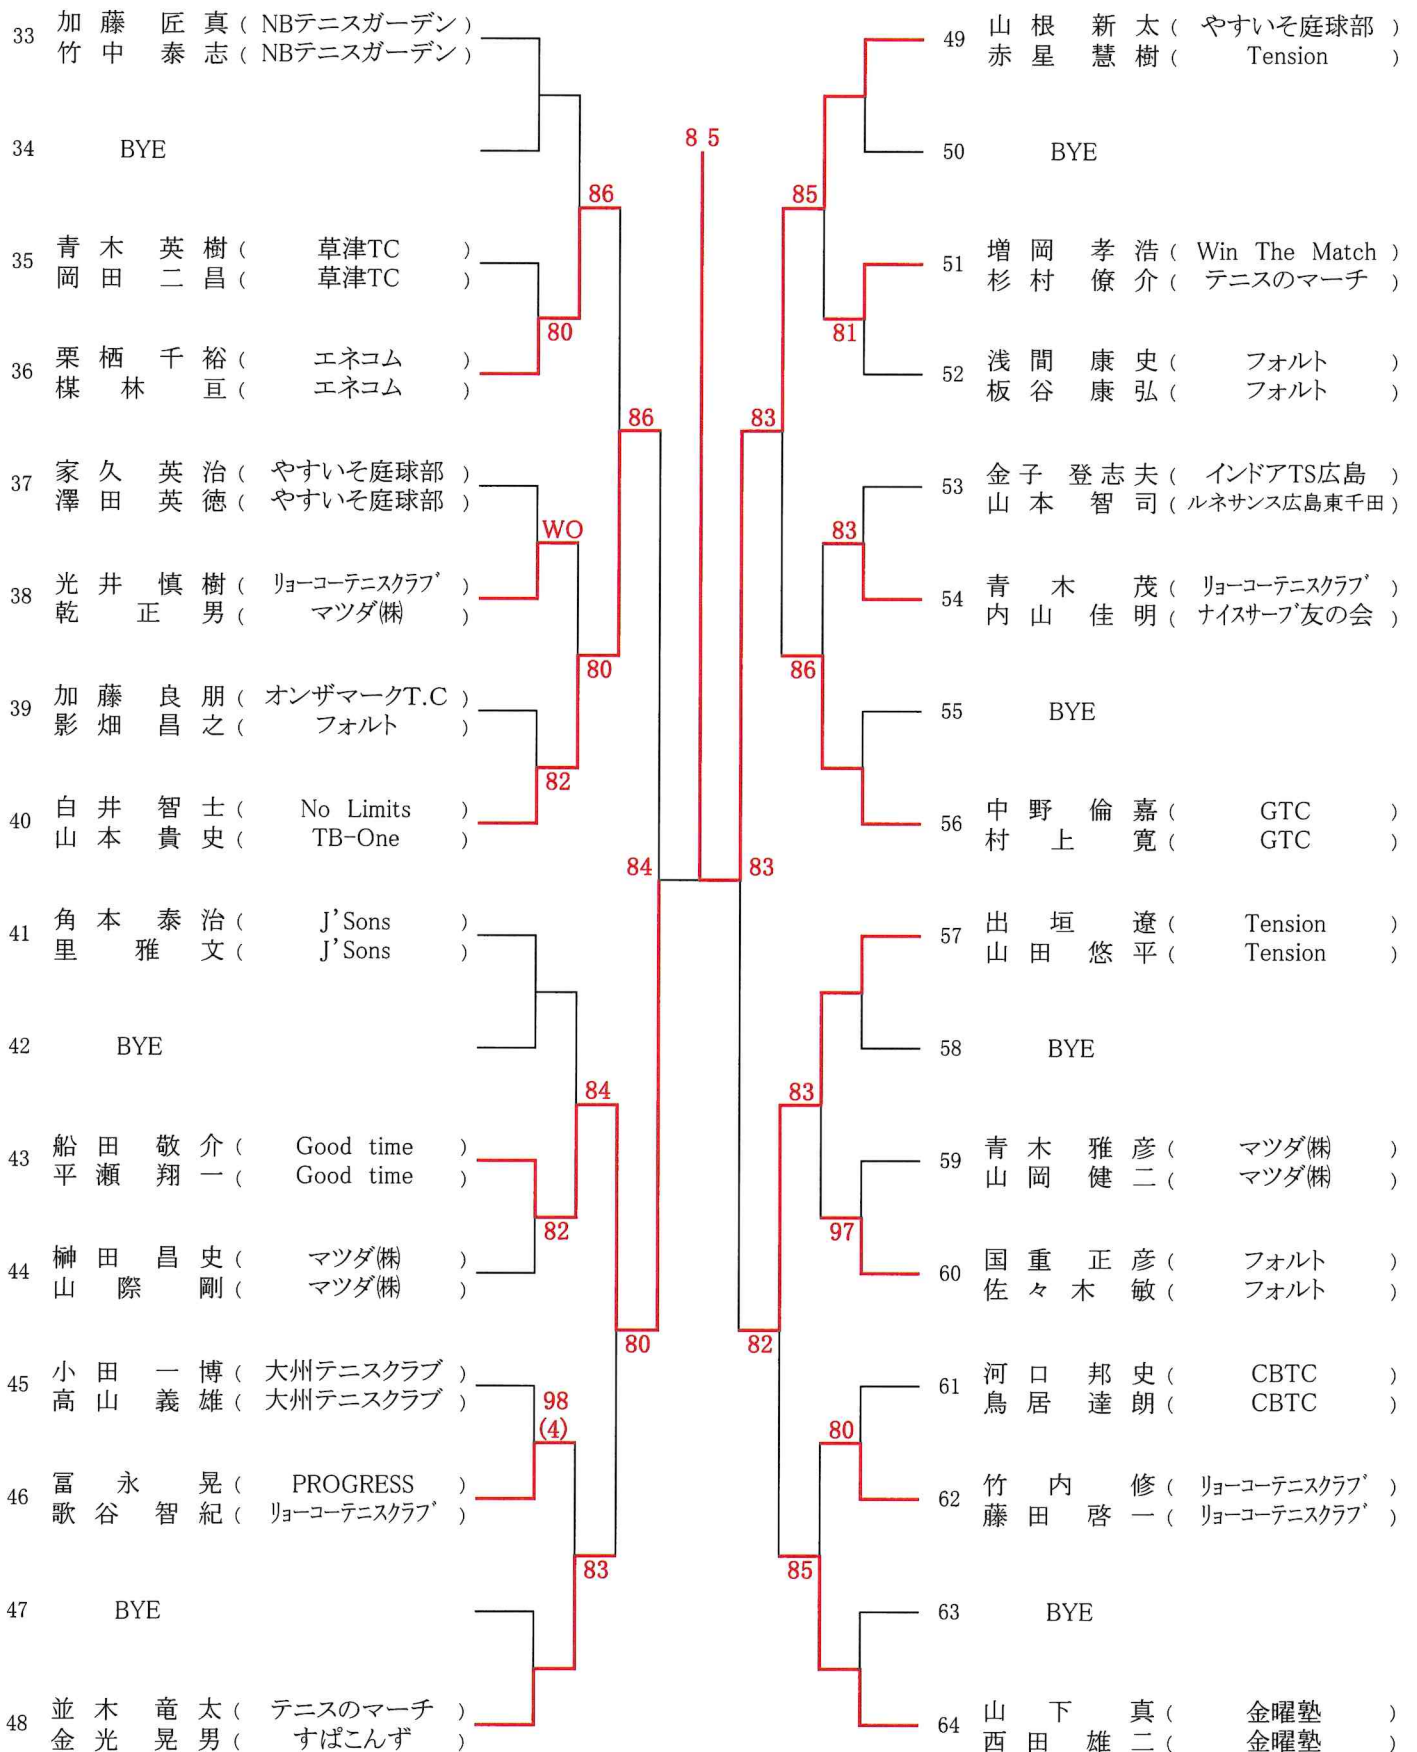 33 加藤 匠真 ( NBテニスガーデン )
竹中 泰志 ( NBテニスガーデン )
34 BYE
35 青木 英樹 ( 草津TC )
岡田 二昌 ( 草津TC )
36 栗栖 千裕 ( エネコム )
楳林 亘 ( エネコム )
37 家久 英治 ( やすいそ庭球部 )
澤田 英徳 ( やすいそ庭球部 )
38 光井 慎樹 ( リョーコーテニスクラブ )
乾 正男 ( マツダ㈱ )
39 加藤 良朋 ( オンザマークT.C )
影畑 昌之 ( フォルト )
40 白井 智士 ( No Limits )
山本 貴史 ( TB-One )
41 角本 泰治 ( J'Sons )
里 雅文 ( J'Sons )
42 BYE
43 船田 敬介 ( Good time )
平瀬 翔一 ( Good time )
44 榊田 昌史 ( マツダ㈱ )
山際 剛 ( マツダ㈱ )
45 小田 一博 ( 大州テニスクラブ )
高山 義雄 ( 大州テニスクラブ )
46 冨永 晃 ( PROGRESS )
歌谷 智紀 ( リョーコーテニスクラブ )
47 BYE
48 並木 竜太 ( テニスのマーチ )
金光 晃男 ( すぱこんず )
80
WO
82
82
98
(4)
86
80
84
83
86
80
84
8 5
83
83
82
85
86
83
85
81
83
97
80
49 山根 新太 ( やすいそ庭球部 )
赤星 慧樹 ( Tension )
50 BYE
51 増岡 孝浩 ( Win The Match )
杉村 僚介 ( テニスのマーチ )
52 浅間 康史 ( フォルト )
板谷 康弘 ( フォルト )
53 金子 登志夫 ( インドアTS広島 )
山本 智司 ( ルネサンス広島東千田 )
54 青木 茂 ( リョーコーテニスクラブ )
内山 佳明 ( ナイスサーブ友の会 )
55 BYE
56 中野 倫嘉 ( GTC )
村上 寛 ( GTC )
57 出垣 遼 ( Tension )
山田 悠平 ( Tension )
58 BYE
59 青木 雅彦 ( マツダ㈱ )
山岡 健二 ( マツダ㈱ )
60 国重 正彦 ( フォルト )
佐々木 敏 ( フォルト )
61 河口 邦史 ( CBTC )
鳥居 達朗 ( CBTC )
62 竹内 修 ( リョーコーテニスクラブ )
藤田 啓一 ( リョーコーテニスクラブ )
63 BYE
64 山下 真 ( 金曜塾 )
西田 雄二 ( 金曜塾 )